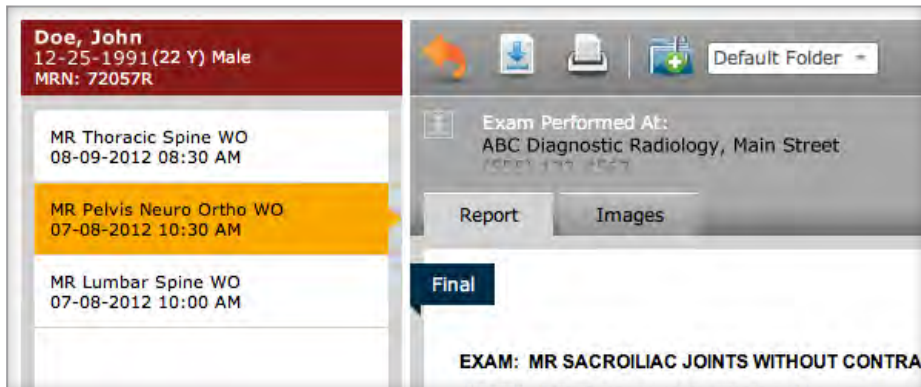 Doe, John
12-25-1991(22 Y) Male
MRN: 72057R
MR Thoracic Spine WO
08-09-2012 08:30 AM
MR Pelvis Neuro Ortho WO
07-08-2012 10:30 AM
MR Lumbar Spine WO
07-08-2012 10:00 AM
Default Folder
Exam Performed At:
ABC Diagnostic Radiology, Main Street
Report
Images
Final
EXAM: MR SACROILIAC JOINTS WITHOUT CONTRA